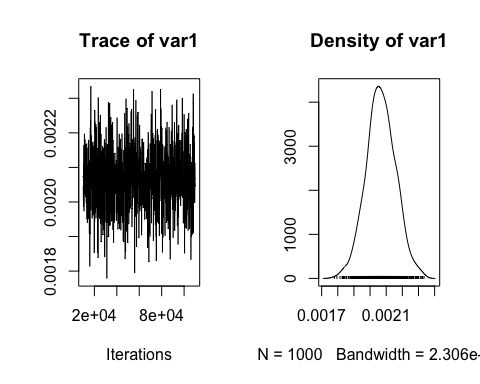 Trace of var1
0.0022
0.0020
0.0018
2e+04 8e+04
Iterations
Density of var1
3000
1000
0
0.0017 0.0021
N = 1000 Bandwidth = 2.306e-